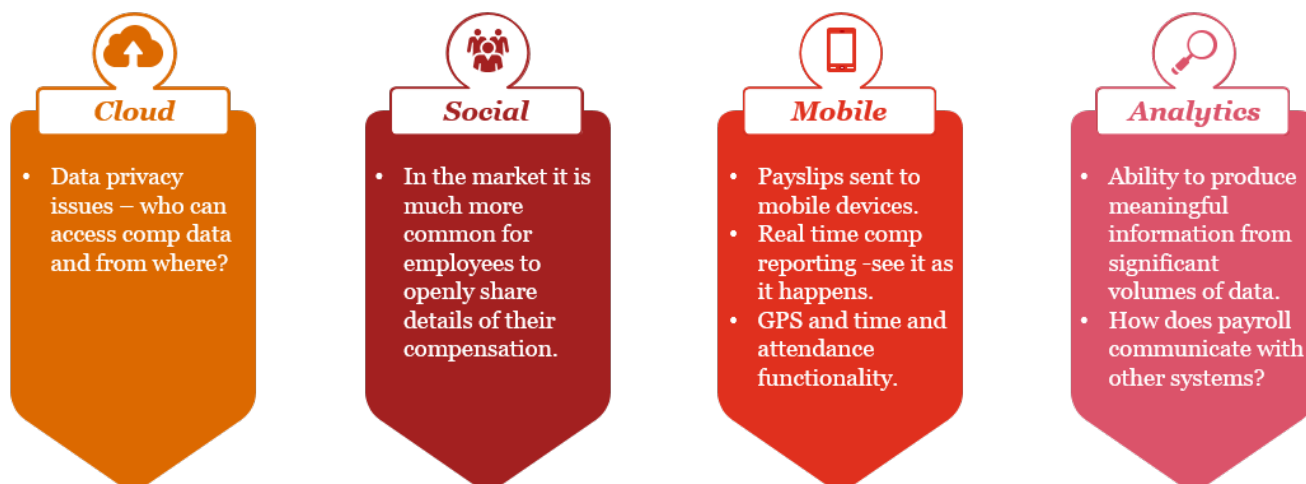 Cloud
• Data privacy
issues – who can
access comp data
and from where?
Social
• In the market it is
much more
common for
employees to
openly share
details of their
compensation.
Mobile
• Payslips sent to
mobile devices.
• Real time comp
reporting -see it as
it happens.
• GPS and time and
attendance
functionality.
Analytics
• Ability to produce
meaningful
information from
significant
volumes of data.
• How does payroll
communicate with
other systems?